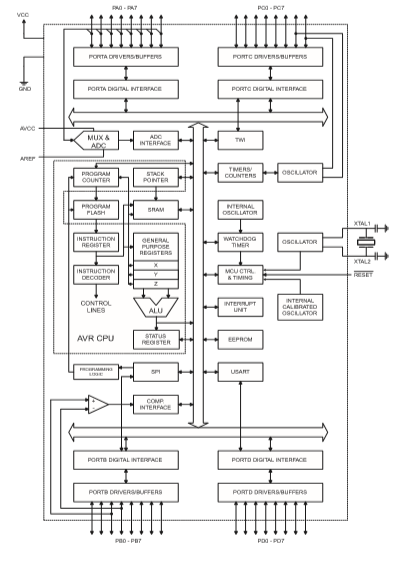 PA0 - PA7
PC0 - PC7
VCC
PORTA DRIVERS/BUFFERS
PORTC DRIVERS/BUFFERS
GND
PORTA DIGITAL INTERFACE
PORTC DIGITAL INTERFACE
AVCC
MUX &
ADC
ADC
INTERFACE
TWI
AREF
PROGRAM
COUNTER
STACK
POINTER
TIMERS/
COUNTERS
OSCILLATOR
PROGRAM
FLASH
SRAM
INTERNAL
OSCILLATOR
XTAL1
INSTRUCTION
REGISTER
GENERAL
PURPOSE
REGISTERS
WATCHDOG
TIMER
OSCILLATOR
XTAL2
X
INSTRUCTION
DECODER
Y
MCU CTRL.
& TIMING
RESET
Z
CONTROL
LINES
ALU
INTERRUPT
UNIT
INTERNAL
CALIBRATED
OSCILLATOR
AVR CPU
STATUS
REGISTER
EEPROM
PROGRAMMING
LOGIC
SPI
USART
+
-
COMP.
INTERFACE
PORTB DIGITAL INTERFACE
PORTD DIGITAL INTERFACE
PORTB DRIVERS/BUFFERS
PORTD DRIVERS/BUFFERS
PB0 - PB7
PD0 - PD7